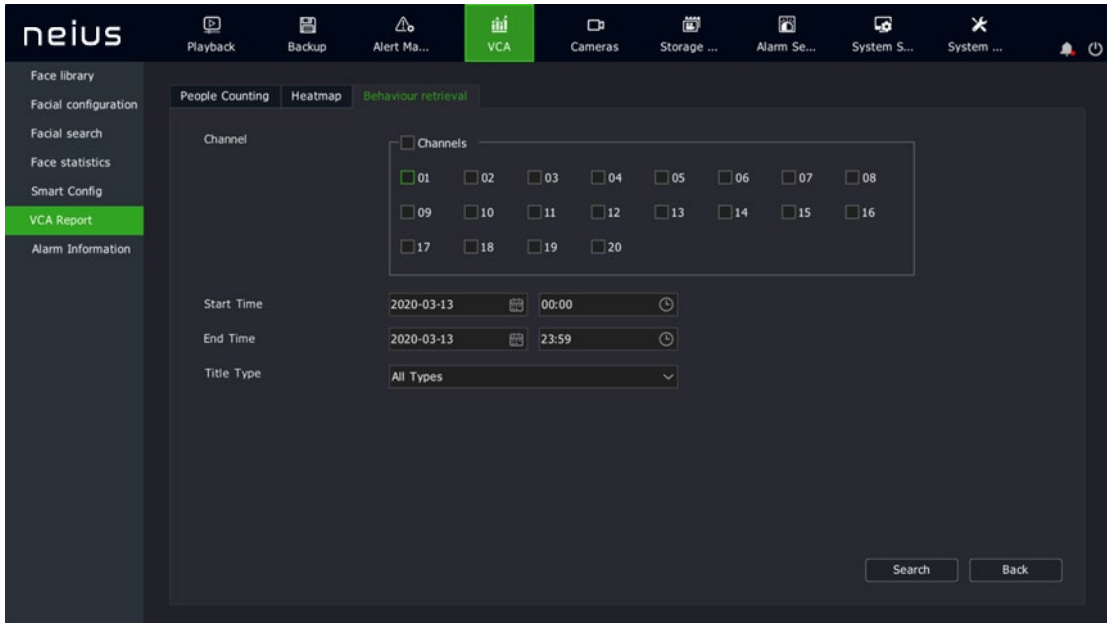 neius
Playback
Backup
Alert Ma...
VCA
Cameras
Storage ...
Alarm Se...
System S...
System ...
Face library
Facial configuration
Facial search
Face statistics
Smart Config
VCA Report
Alarm Information
People Counting
Heatmap
Behaviour retrieval
Channel
Channels
01 02 03 04 05 06 07 08
09 10 11 12 13 14 15 16
17 18 19 20
Start Time 2020-03-13 00:00
End Time 2020-03-13 23:59
Title Type All Types
Search Back